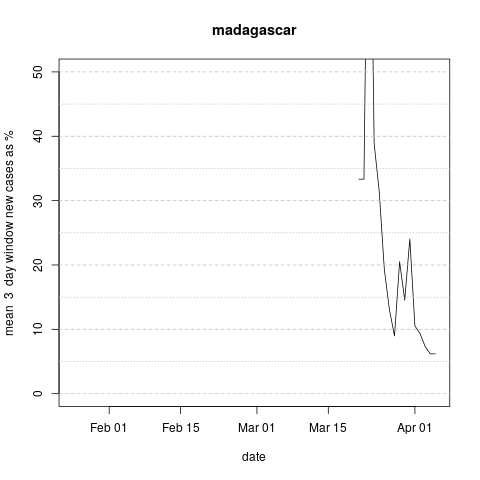 madagascar
mean 3 day window new cases as %
50
40
30
20
10
0
Feb 01
Feb 15
Mar 01
Mar 15
Apr 01
date